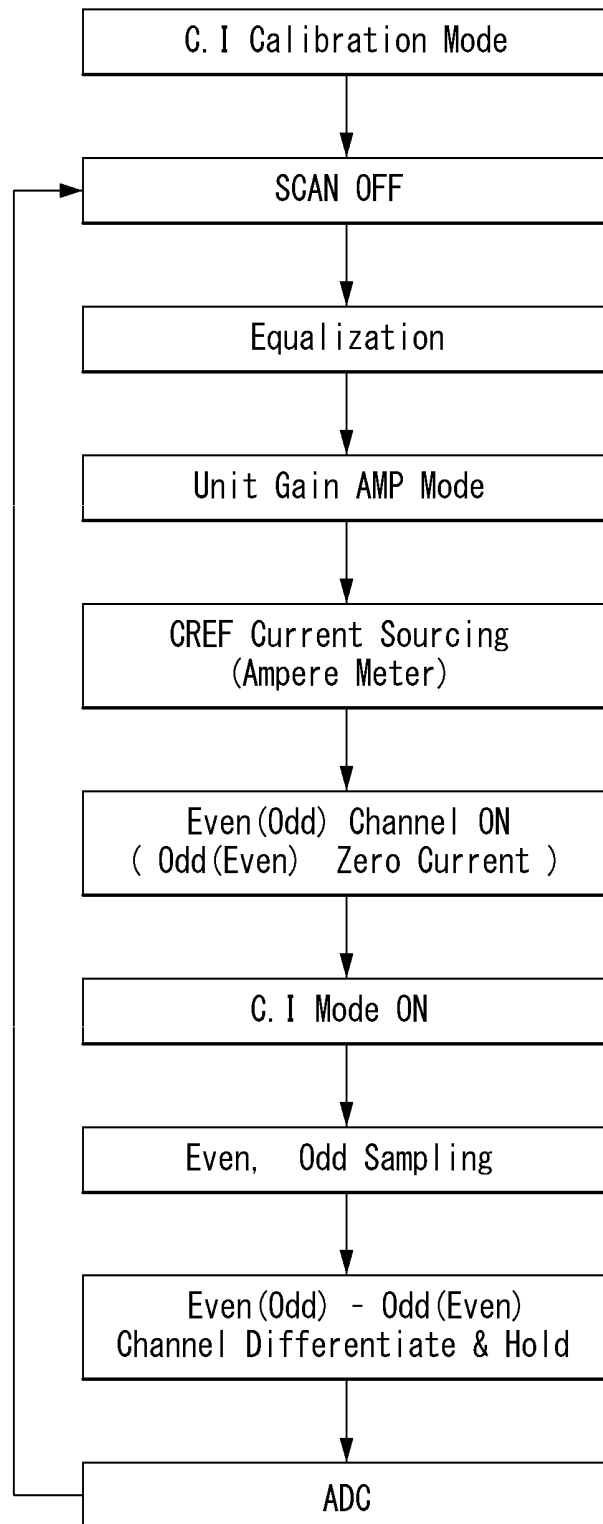 C.I Calibration Mode
SCAN OFF
Equalization
Unit Gain AMP Mode
CREF Current Sourcing
(Ampere Meter)
Even(Odd) Channel ON
( Odd(Even) Zero Current )
C.I Mode ON
Even, Odd Sampling
Even(Odd) - Odd(Even)
Channel Differentiate & Hold
ADC